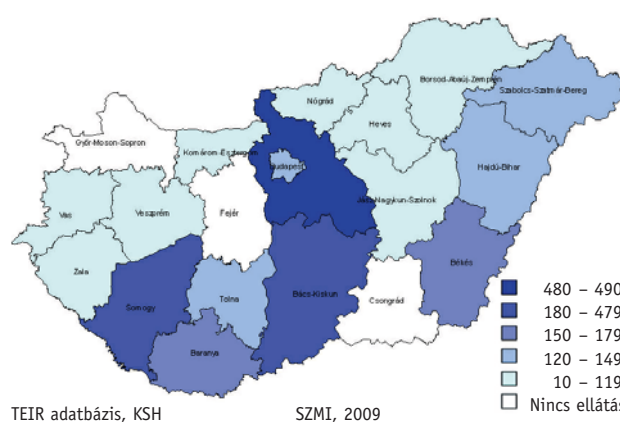 Borsod-Abaúj-Zemplén
Szabolcs-Szatmár-Bereg
Nógrád
Heves
Győr-Moson-Sopron
Komárom-Esztergom
Budapest
Hajdú-Bihar
Jász-Nagykun-Szolnok
Vas
Veszprém
Fejér
Zala
Békés
Somogy
Tolna
Bács-Kiskun
Csongrád
Baranya
480 – 490
180 – 479
150 – 179
120 – 149
10 – 119
Nincs ellátás
TEIR adatbázis, KSH
SZMI, 2009